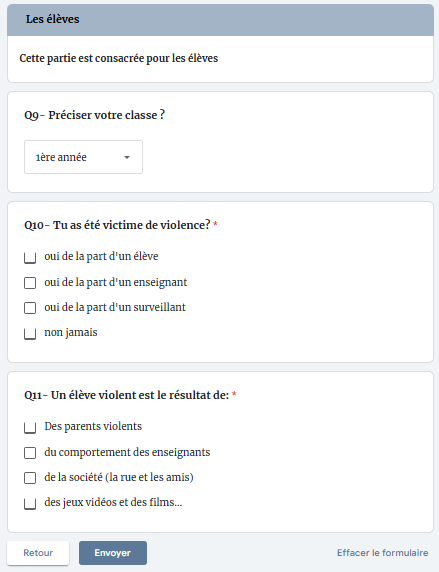 Les élèves
Cette partie est consacrée pour les élèves
Q9- Préciser votre classe ?
1ère année
Q10- Tu as été victime de violence? *
oui de la part d'un élève
oui de la part d'un enseignant
oui de la part d'un surveillant
non jamais
Q11- Un élève violent est le résultat de: *
Des parents violents
du comportement des enseignants
de la société (la rue et les amis)
des jeux vidéos et des films...
Retour Envoyer Effacer le formulaire